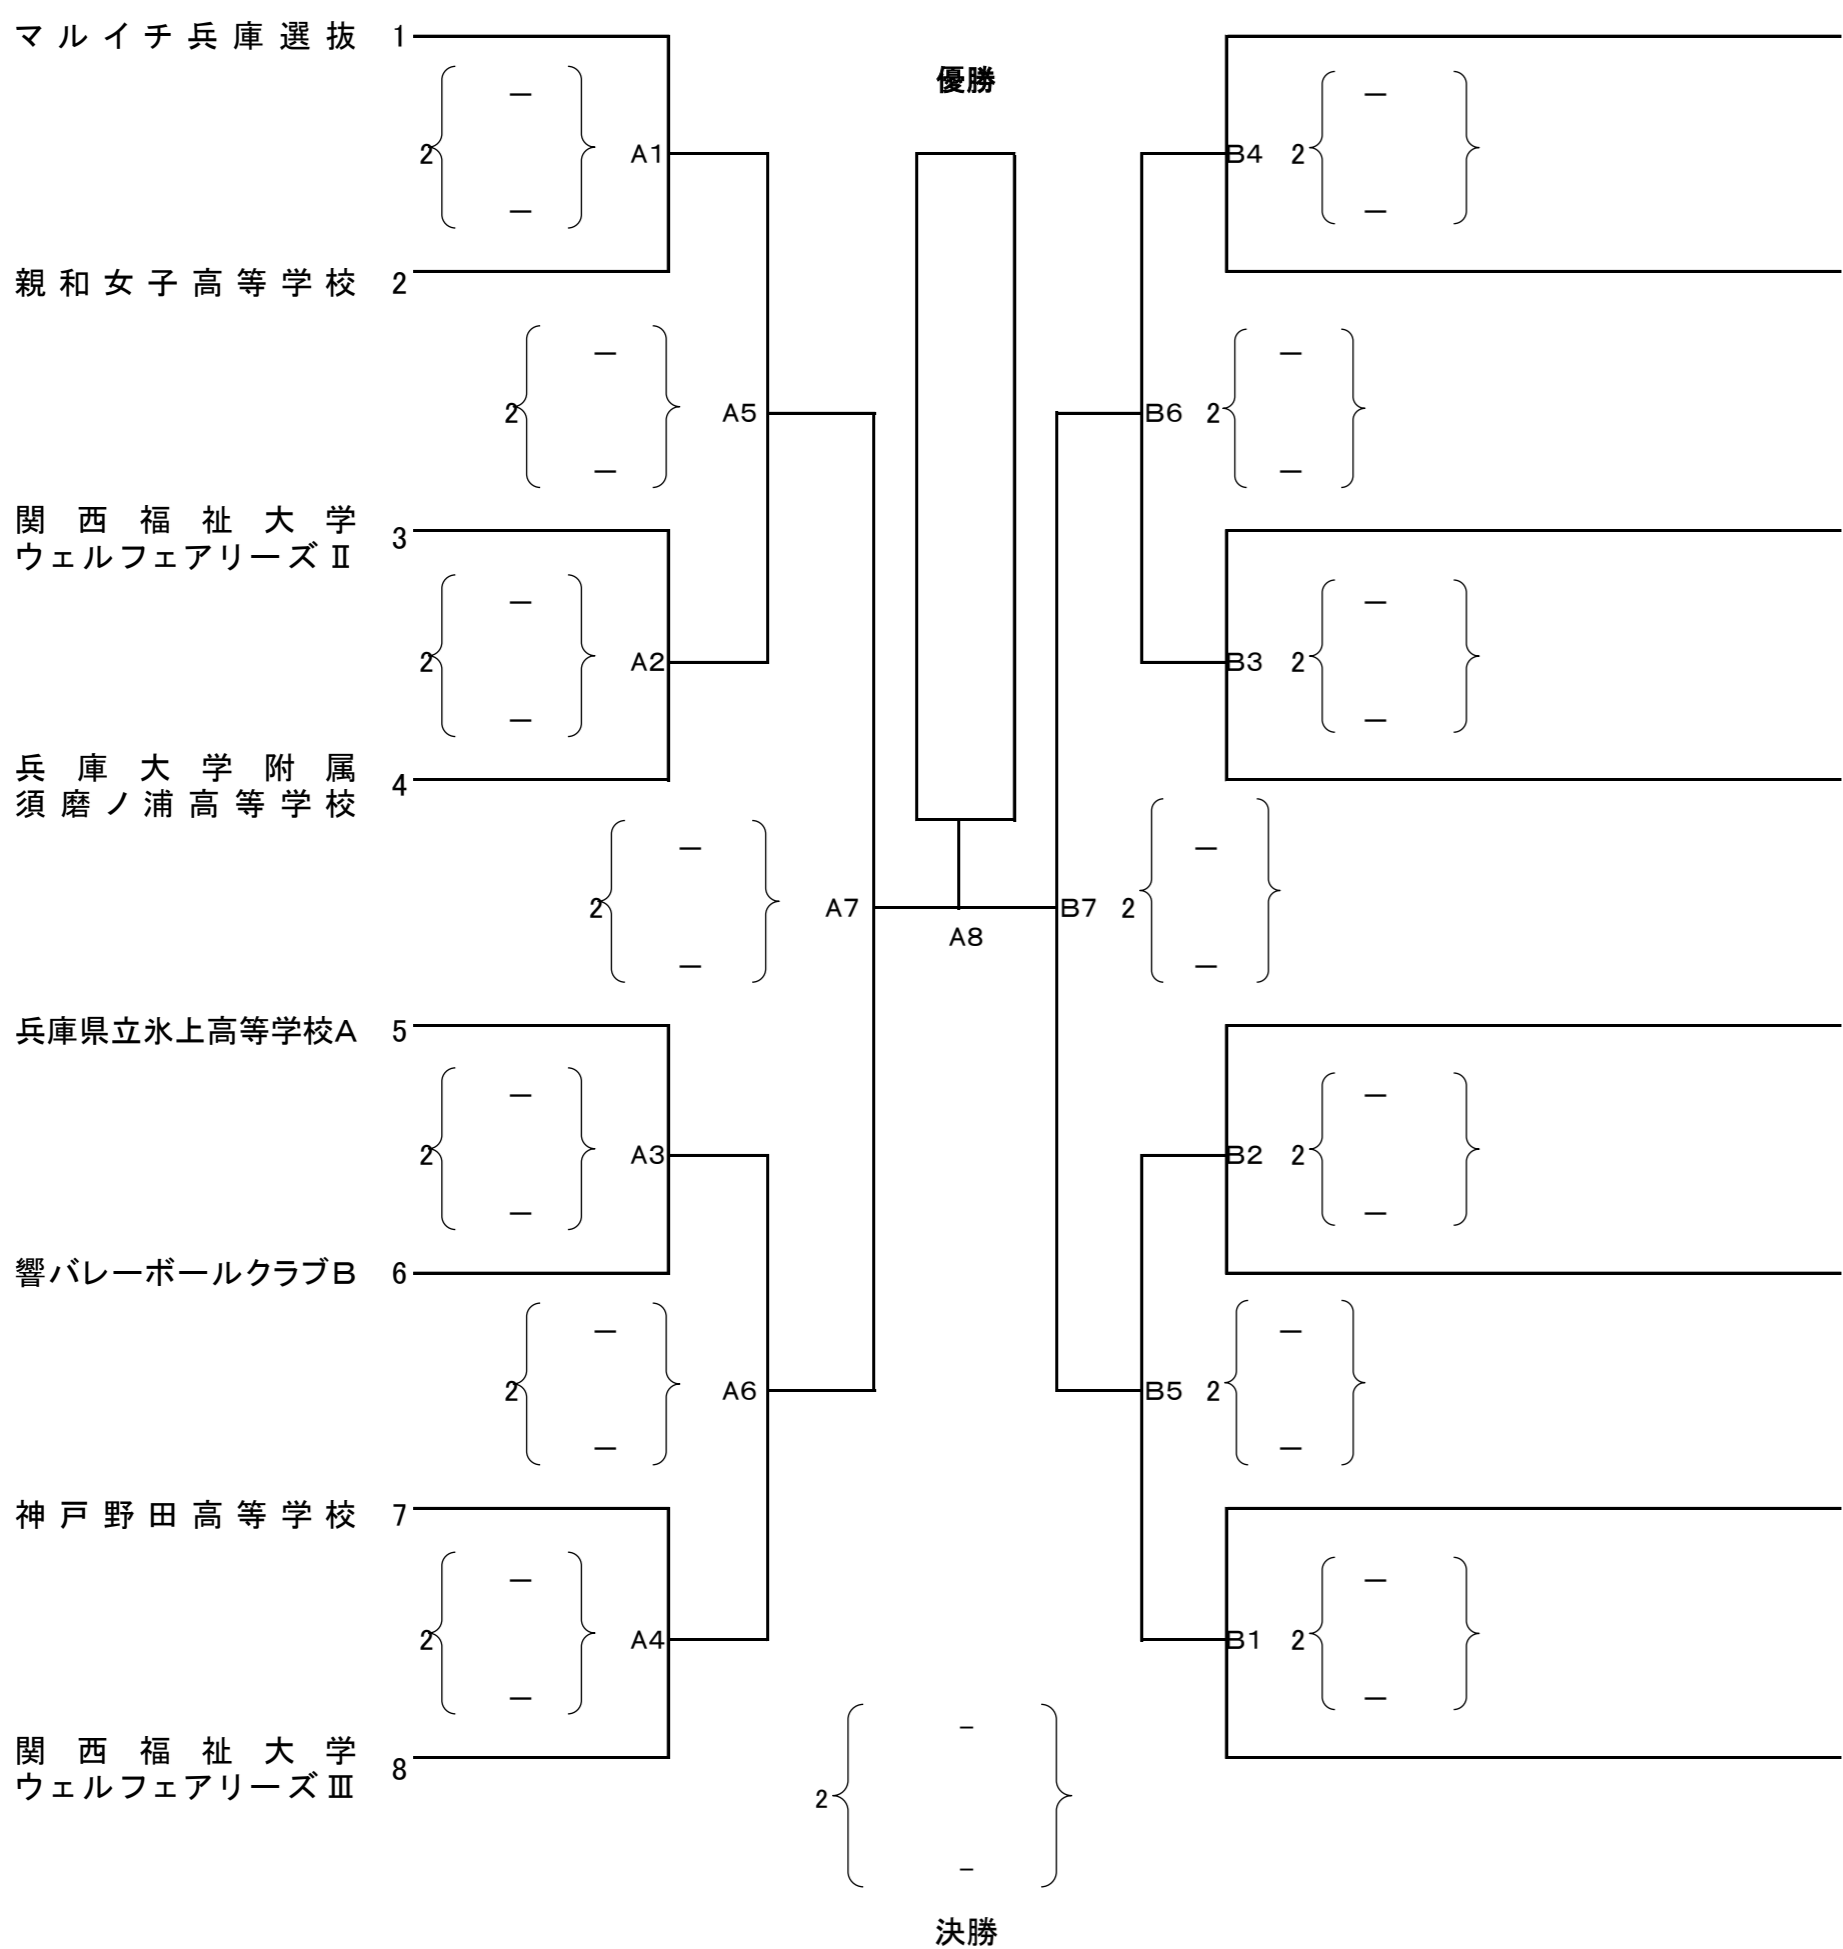 マルイチ兵庫選抜 1
優勝
－ －
2 A1 B4 2
－ －
親和女子高等学校 2
－ －
2 A5 B6 2
－ －
関西福祉大学
ウェルフェアリーズⅡ 3
－ －
2 A2 B3 2
－ －
兵庫大学附属
須磨ノ浦高等学校 4
－ －
2 A7 B7 2
A8
－ －
兵庫県立氷上高等学校A 5
－ －
2 A3 B2 2
－ －
響バレーボールクラブB 6
－ －
2 A6 B5 2
－ －
神戸野田高等学校 7
－ －
2 A4 B1 2
－ －
関西福祉大学
ウェルフェアリーズⅢ 8
－
2
－
決勝